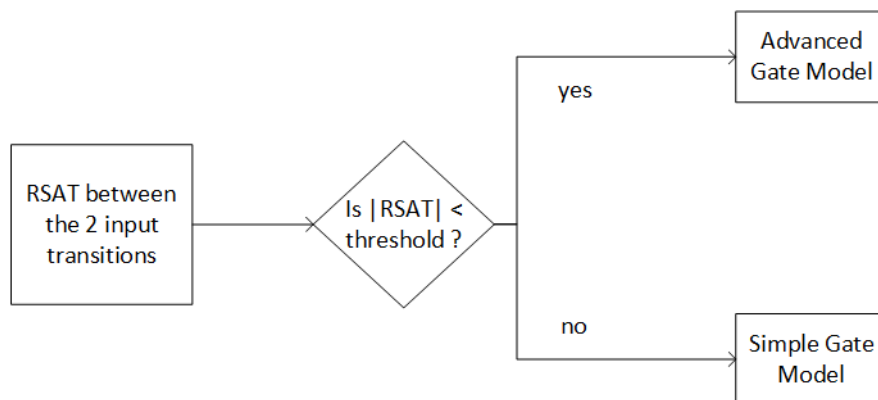 RSAT between
the 2 input
transitions
Is |RSAT| <
threshold ?
yes
Advanced
Gate Model
no
Simple Gate
Model